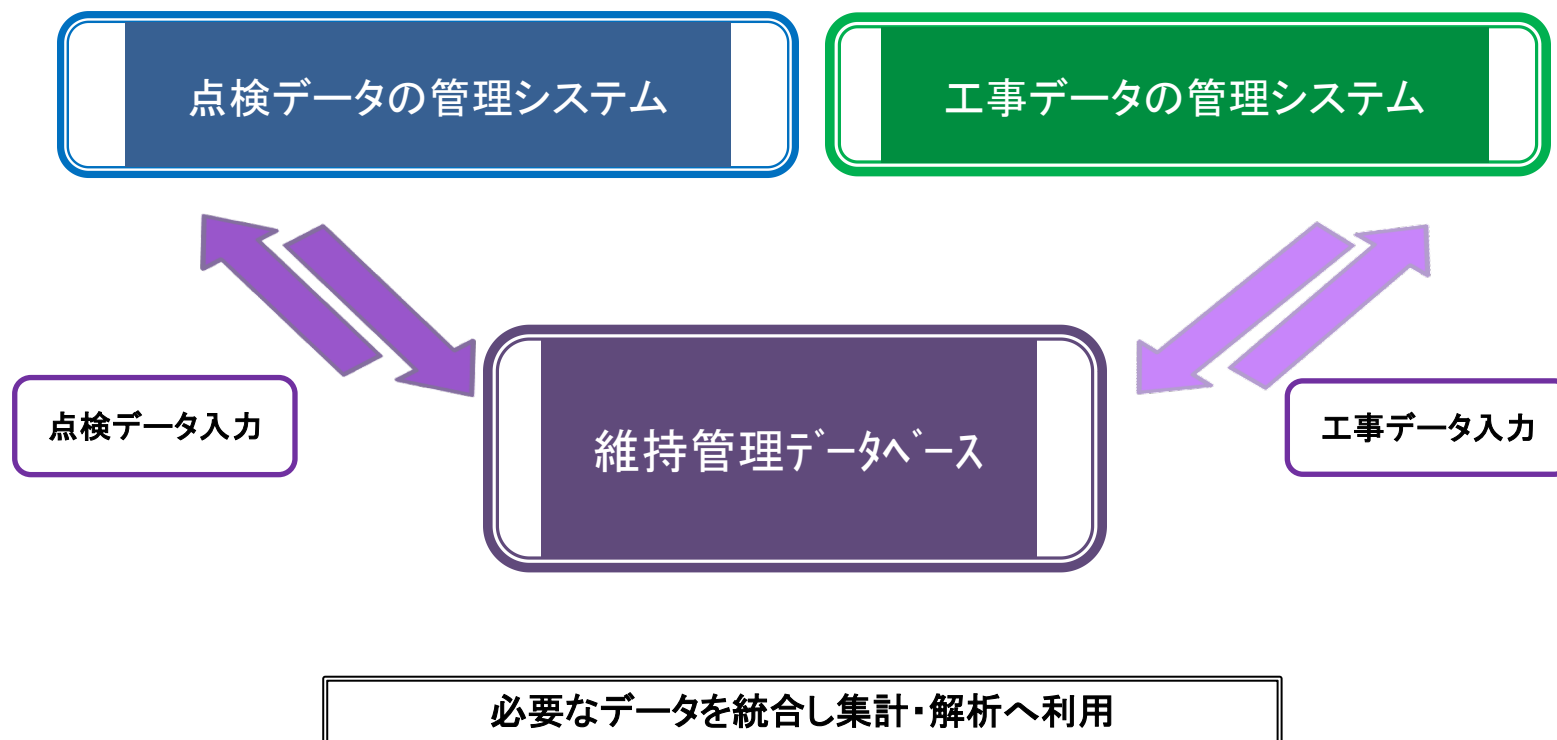 点検データの管理システム
工事データの管理システム
点検データ入力
維持管理ﾃﾞｰﾀﾍﾞｰｽ
工事データ入力
必要なデータを統合し集計・解析へ利用